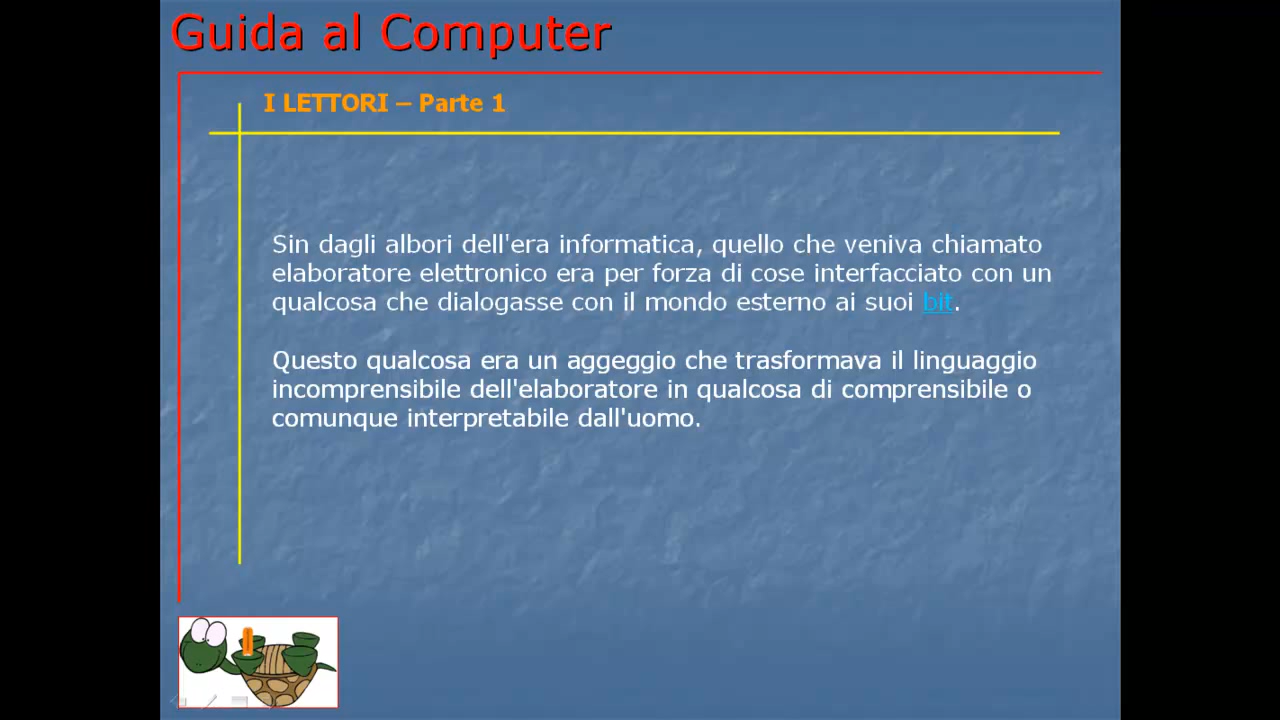 Guida al Computer
I LETTORI – Parte 1
Sin dagli albori dell'era informatica, quello che veniva chiamato
elaboratore elettronico era per forza di cose interfacciato con un
qualcosa che dialogasse con il mondo esterno ai suoi bit.
Questo qualcosa era un aggeggio che trasformava il linguaggio
incomprensibile dell'elaboratore in qualcosa di comprensibile o
comunque interpretabile dall'uomo.